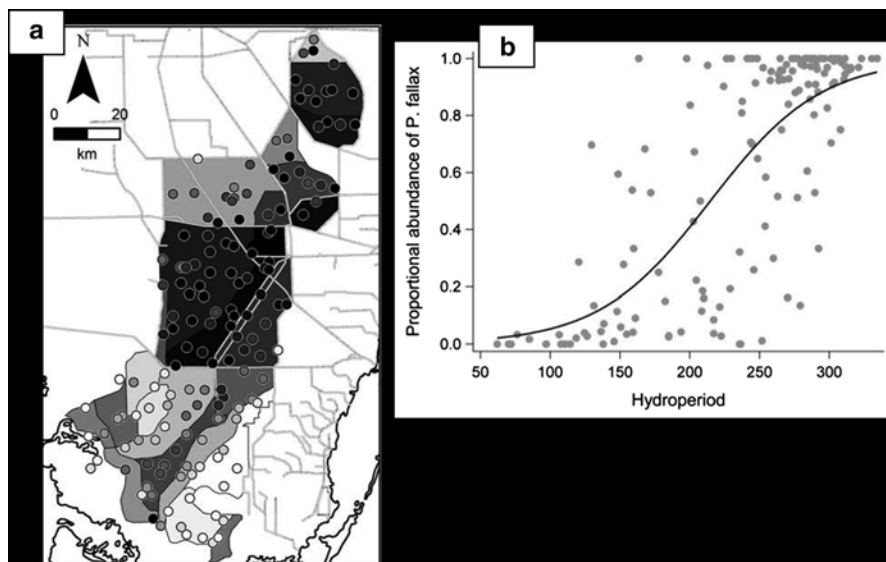 a
N
0 20
km
b
Proportional abundance of P. fallax
1.0
0.8
0.6
0.4
0.2
0.0
50 100 150 200 250 300
Hydroperiod